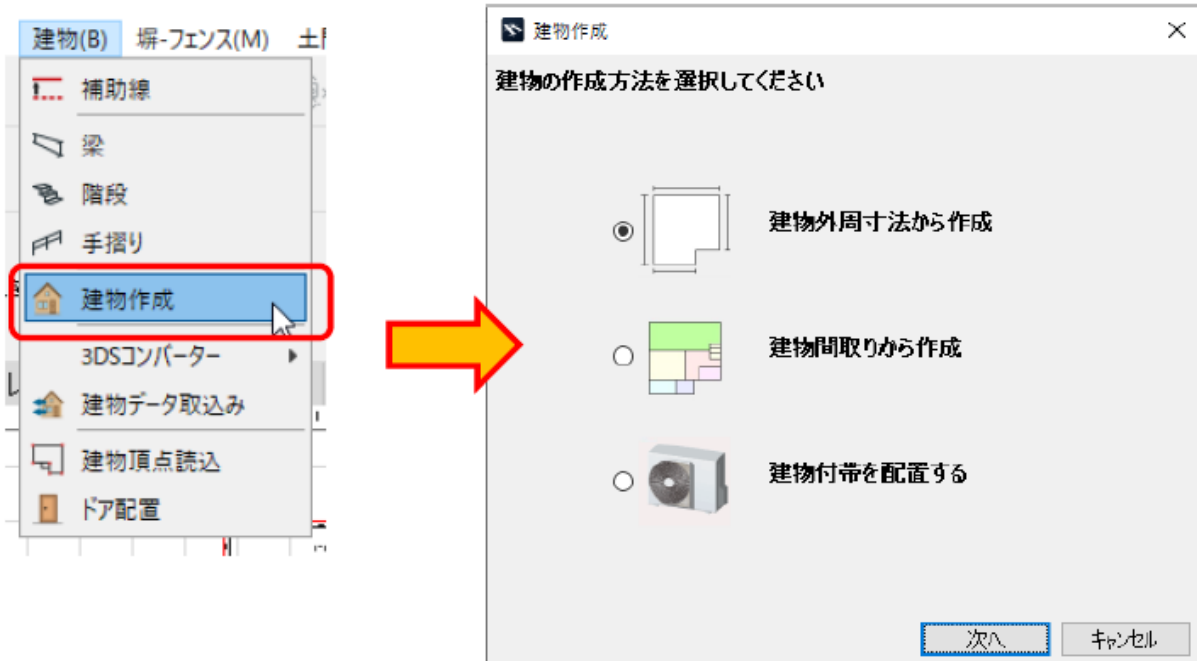 建物(B) 塀-フェンス(M)
補助線
梁
階段
手摺り
建物作成
3DSコンバーター
建物データ取込み
建物頂点読込
ドア配置
建物作成
建物の作成方法を選択してください
建物外周寸法から作成
建物間取りから作成
建物付帯を配置する
次へ キャンセル